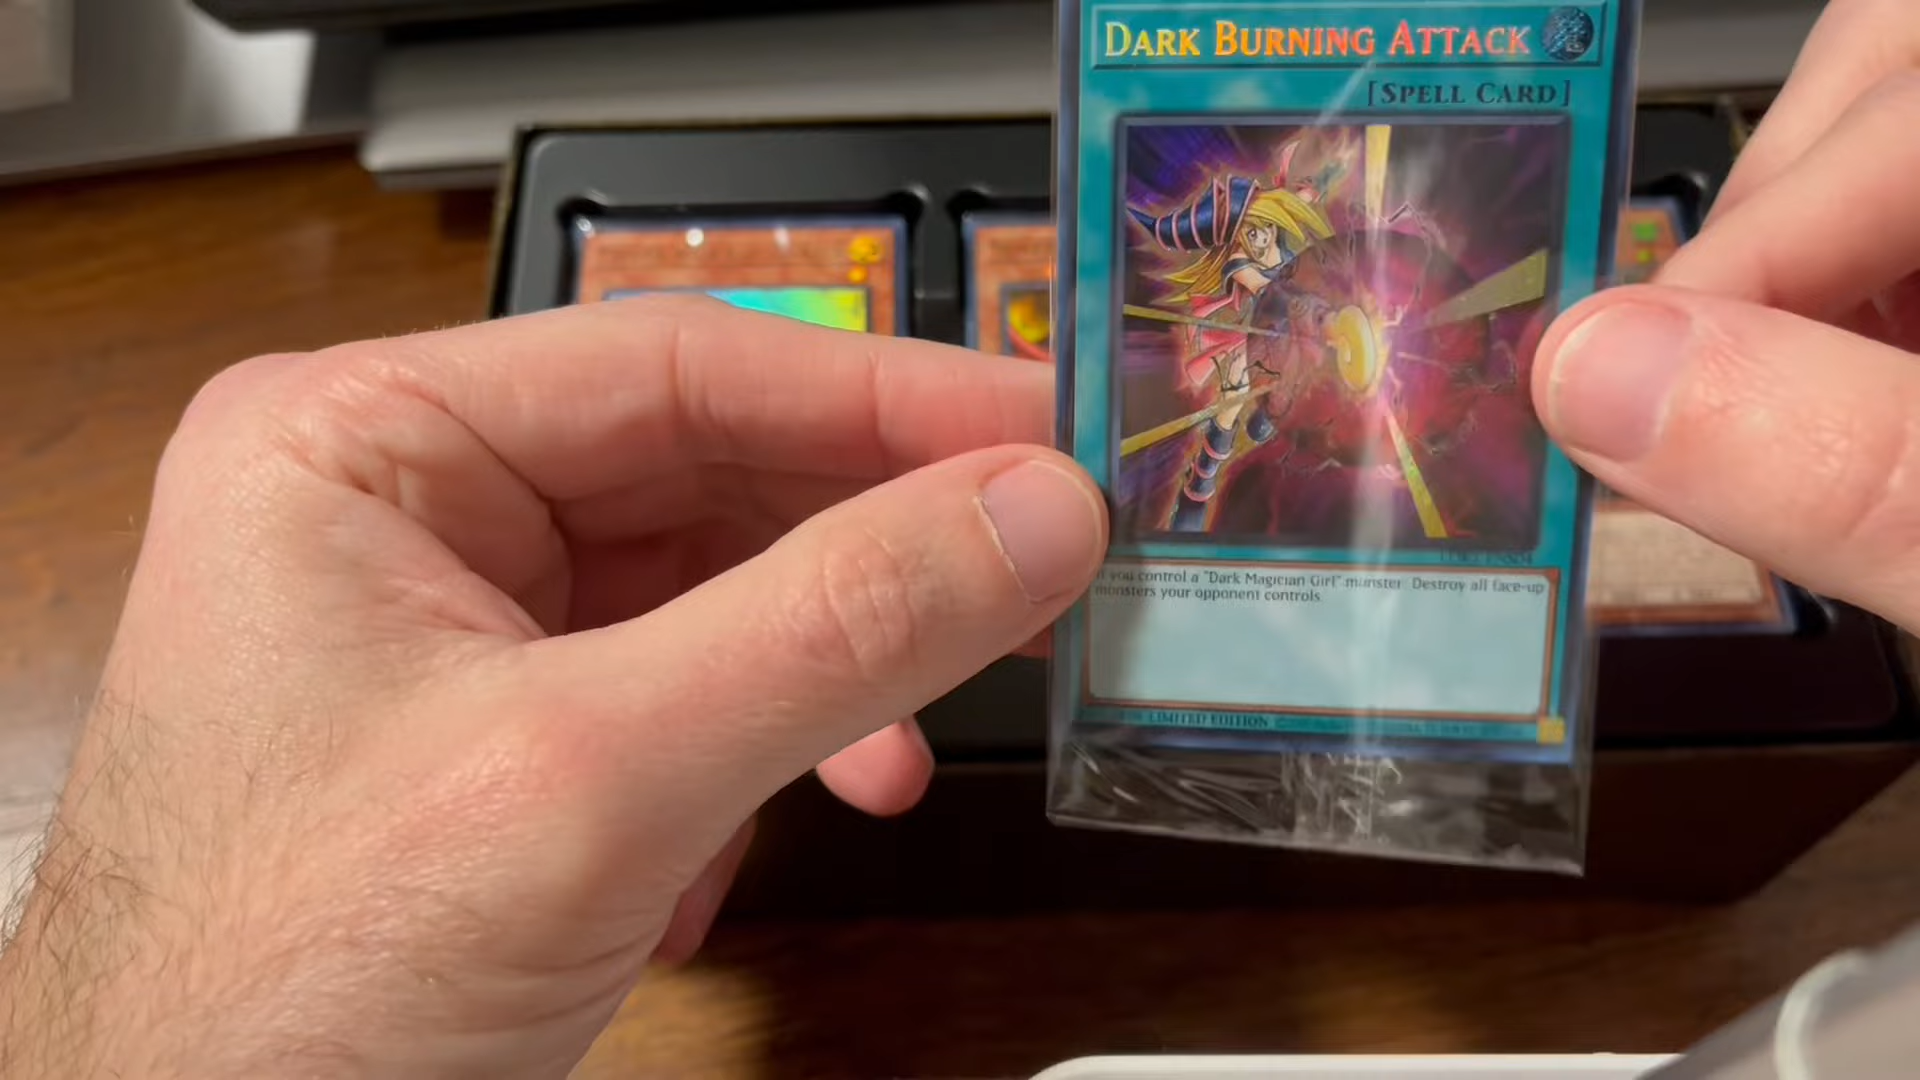 DARK BURNING ATTACK
[SPELL CARD]
If you control a "Dark Magician Girl" monster: Destroy all face-up
monsters your opponent controls.
LIMITED EDITION